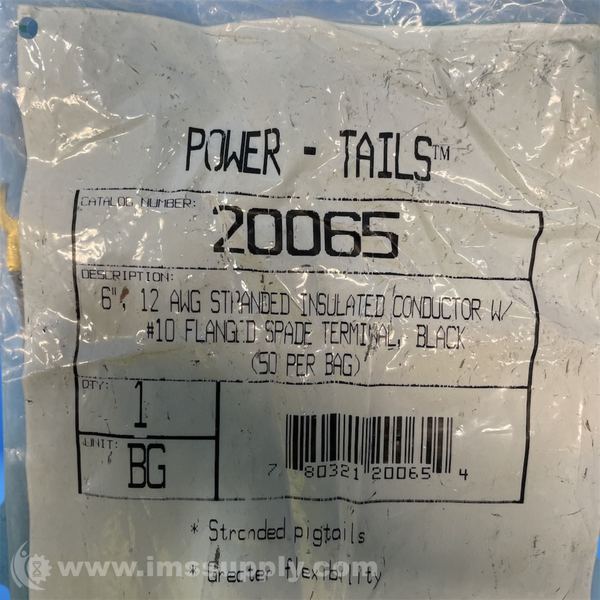 POWER - TAILS™
CATALOG NUMBER:
20065
DESCRIPTION:
6", 12 AWG STRANDED INSULATED CONDUCTOR W/
#10 FLANG'D SPADE TERMINAL, BLACK
(50 PER BAG)
QTY:
1
UNIT:
BG
7 80321 20065 4
* Stranded pigtails
* Greater flexibility
www.imssupply.com